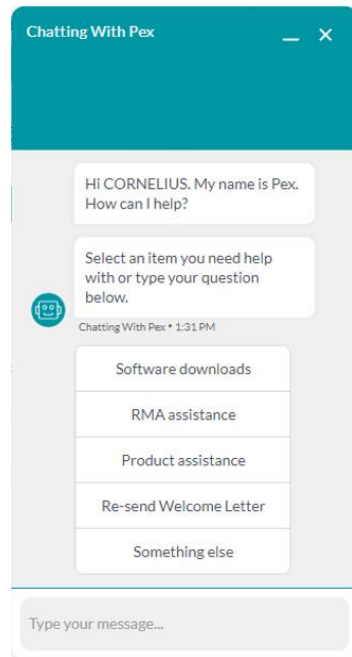 Chatting With Pex
Hi CORNELIUS. My name is Pex.
How can I help?
Select an item you need help
with or type your question
below.
Chatting With Pex • 1:31 PM
Software downloads
RMA assistance
Product assistance
Re-send Welcome Letter
Something else
Type your message...